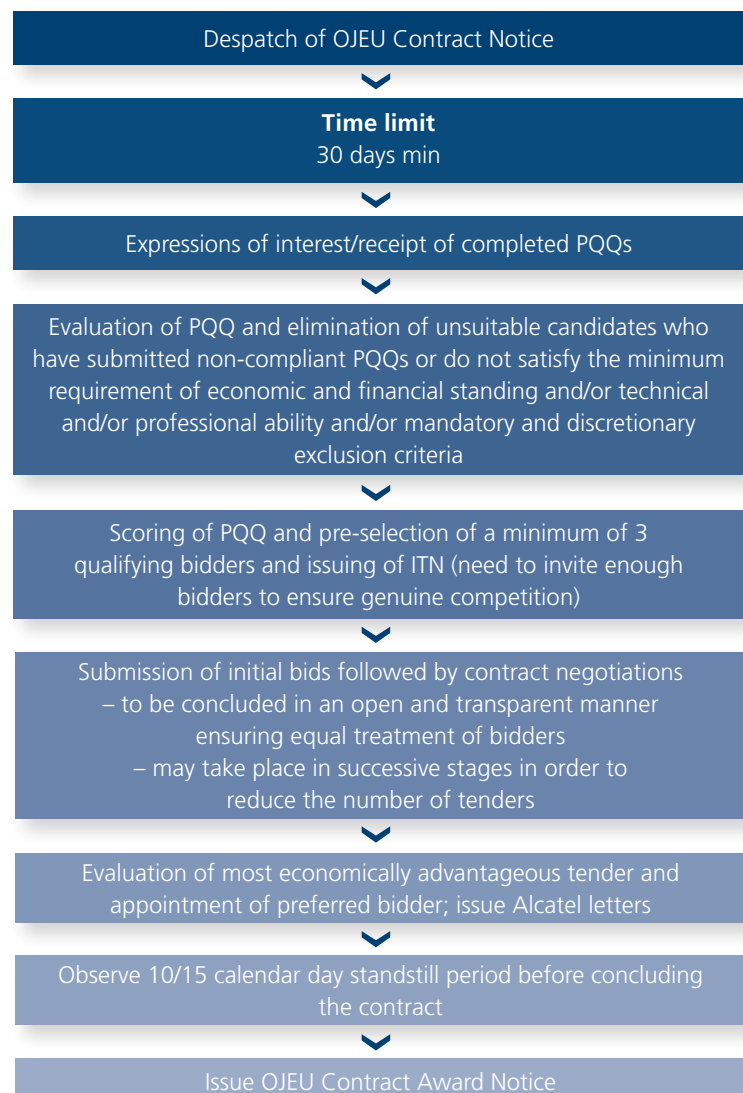 Despatch of OJEU Contract Notice
Time limit
30 days min
Expressions of interest/receipt of completed PQQs
Evaluation of PQQ and elimination of unsuitable candidates who
have submitted non-compliant PQQs or do not satisfy the minimum
requirement of economic and financial standing and/or technical
and/or professional ability and/or mandatory and discretionary
exclusion criteria
Scoring of PQQ and pre-selection of a minimum of 3
qualifying bidders and issuing of ITN (need to invite enough
bidders to ensure genuine competition)
Submission of initial bids followed by contract negotiations
– to be concluded in an open and transparent manner
ensuring equal treatment of bidders
– may take place in successive stages in order to
reduce the number of tenders
Evaluation of most economically advantageous tender and
appointment of preferred bidder; issue Alcatel letters
Observe 10/15 calendar day standstill period before concluding
the contract
Issue OJEU Contract Award Notice